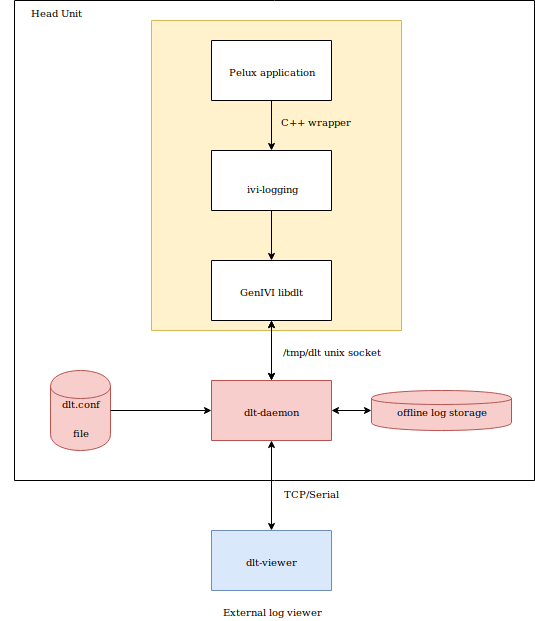 Head Unit
Pelux application
C++ wrapper
ivi-logging
GenIVI libdlt
/tmp/dlt unix socket
dlt.conf
file
dlt-daemon
offline log storage
TCP/Serial
dlt-viewer
External log viewer